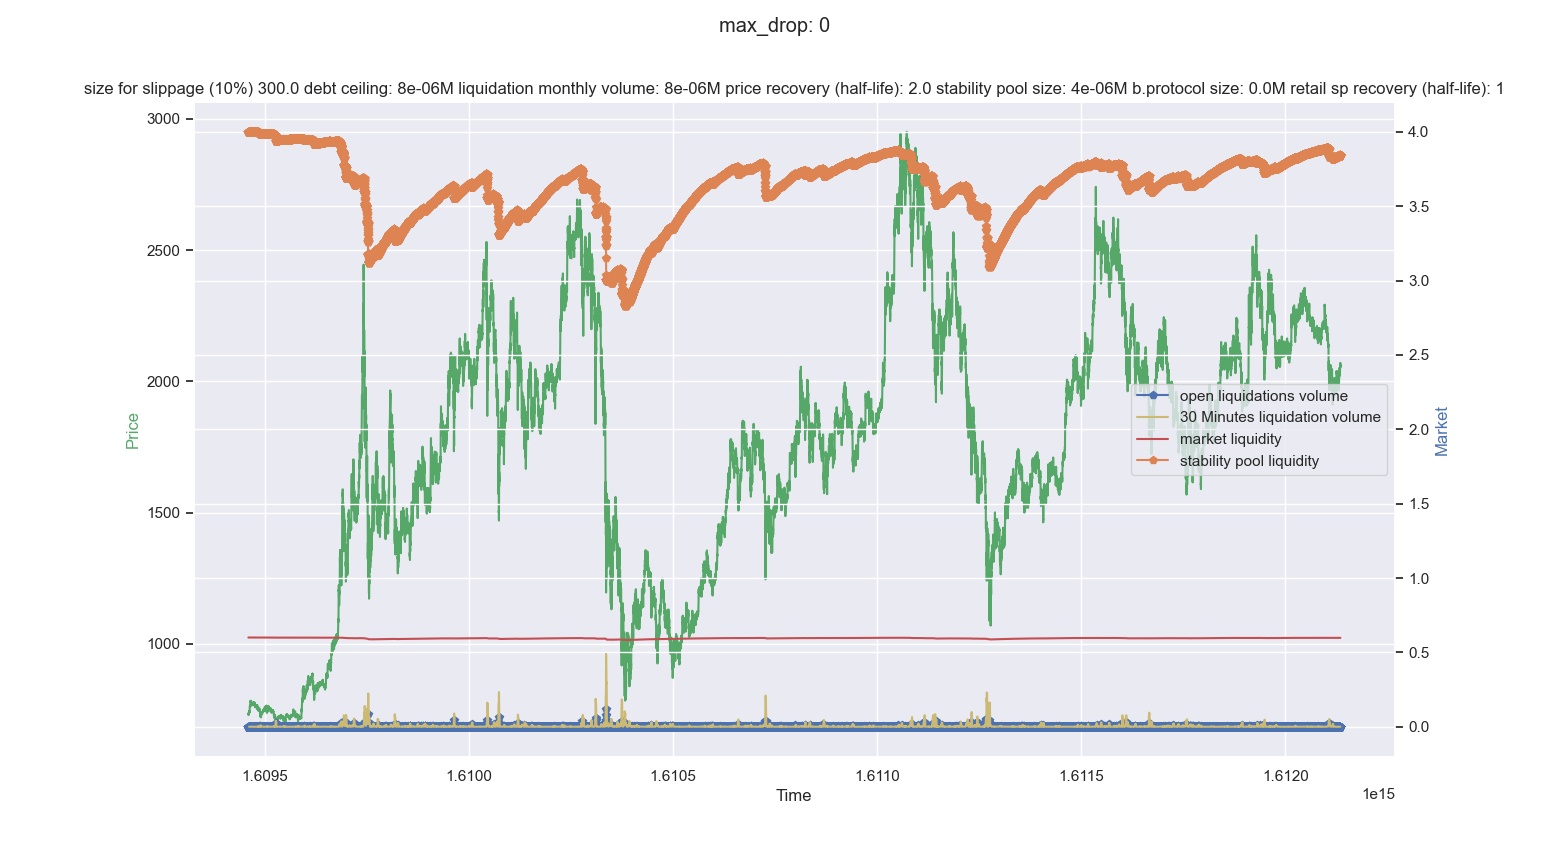 max_drop: 0
size for slippage (10%) 300.0 debt ceiling: 8e-06M liquidation monthly volume: 8e-06M price recovery (half-life): 2.0 stability pool size: 4e-06M b.protocol size: 0.0M retail sp recovery (half-life): 1
3000
2500
2000
1500
1000
Price
4.0
3.5
3.0
2.5
2.0
1.5
1.0
0.5
0.0
Market
open liquidations volume
30 Minutes liquidation volume
market liquidity
stability pool liquidity
1.6095 1.6100 1.6105 1.6110 1.6115 1.6120
Time
1e15